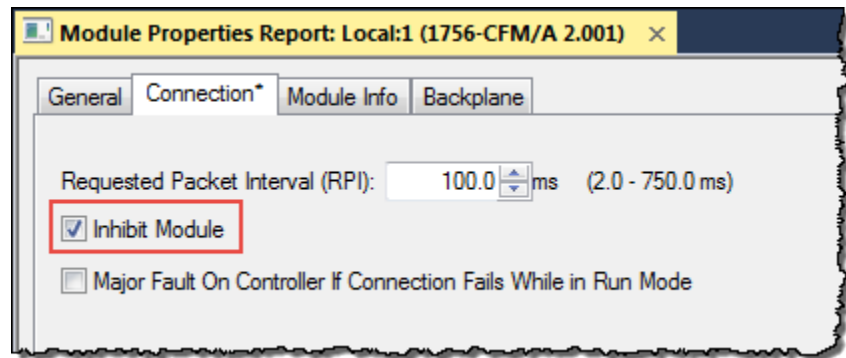 Module Properties Report: Local:1 (1756-CFM/A 2.001) ×
General Connection* Module Info Backplane
Requested Packet Interval (RPI): 100.0 ms (2.0 - 750.0 ms)
Inhibit Module
Major Fault On Controller If Connection Fails While in Run Mode